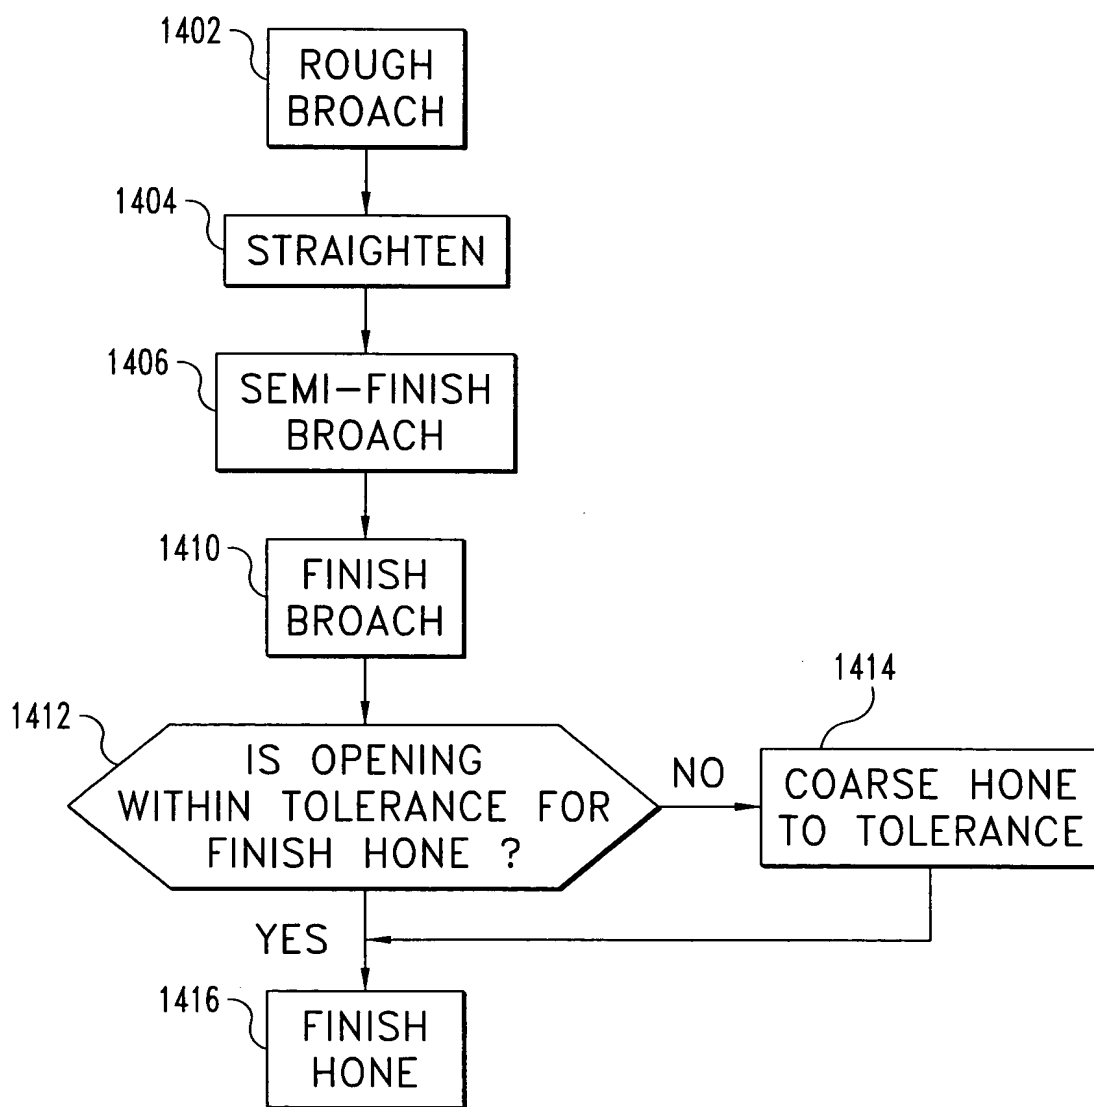 1402
ROUGH
BROACH
1404
STRAIGHTEN
1406
SEMI-FINISH
BROACH
1410
FINISH
BROACH
1412
IS OPENING
WITHIN TOLERANCE FOR
FINISH HONE ?
NO
1414
COARSE HONE
TO TOLERANCE
YES
1416
FINISH
HONE